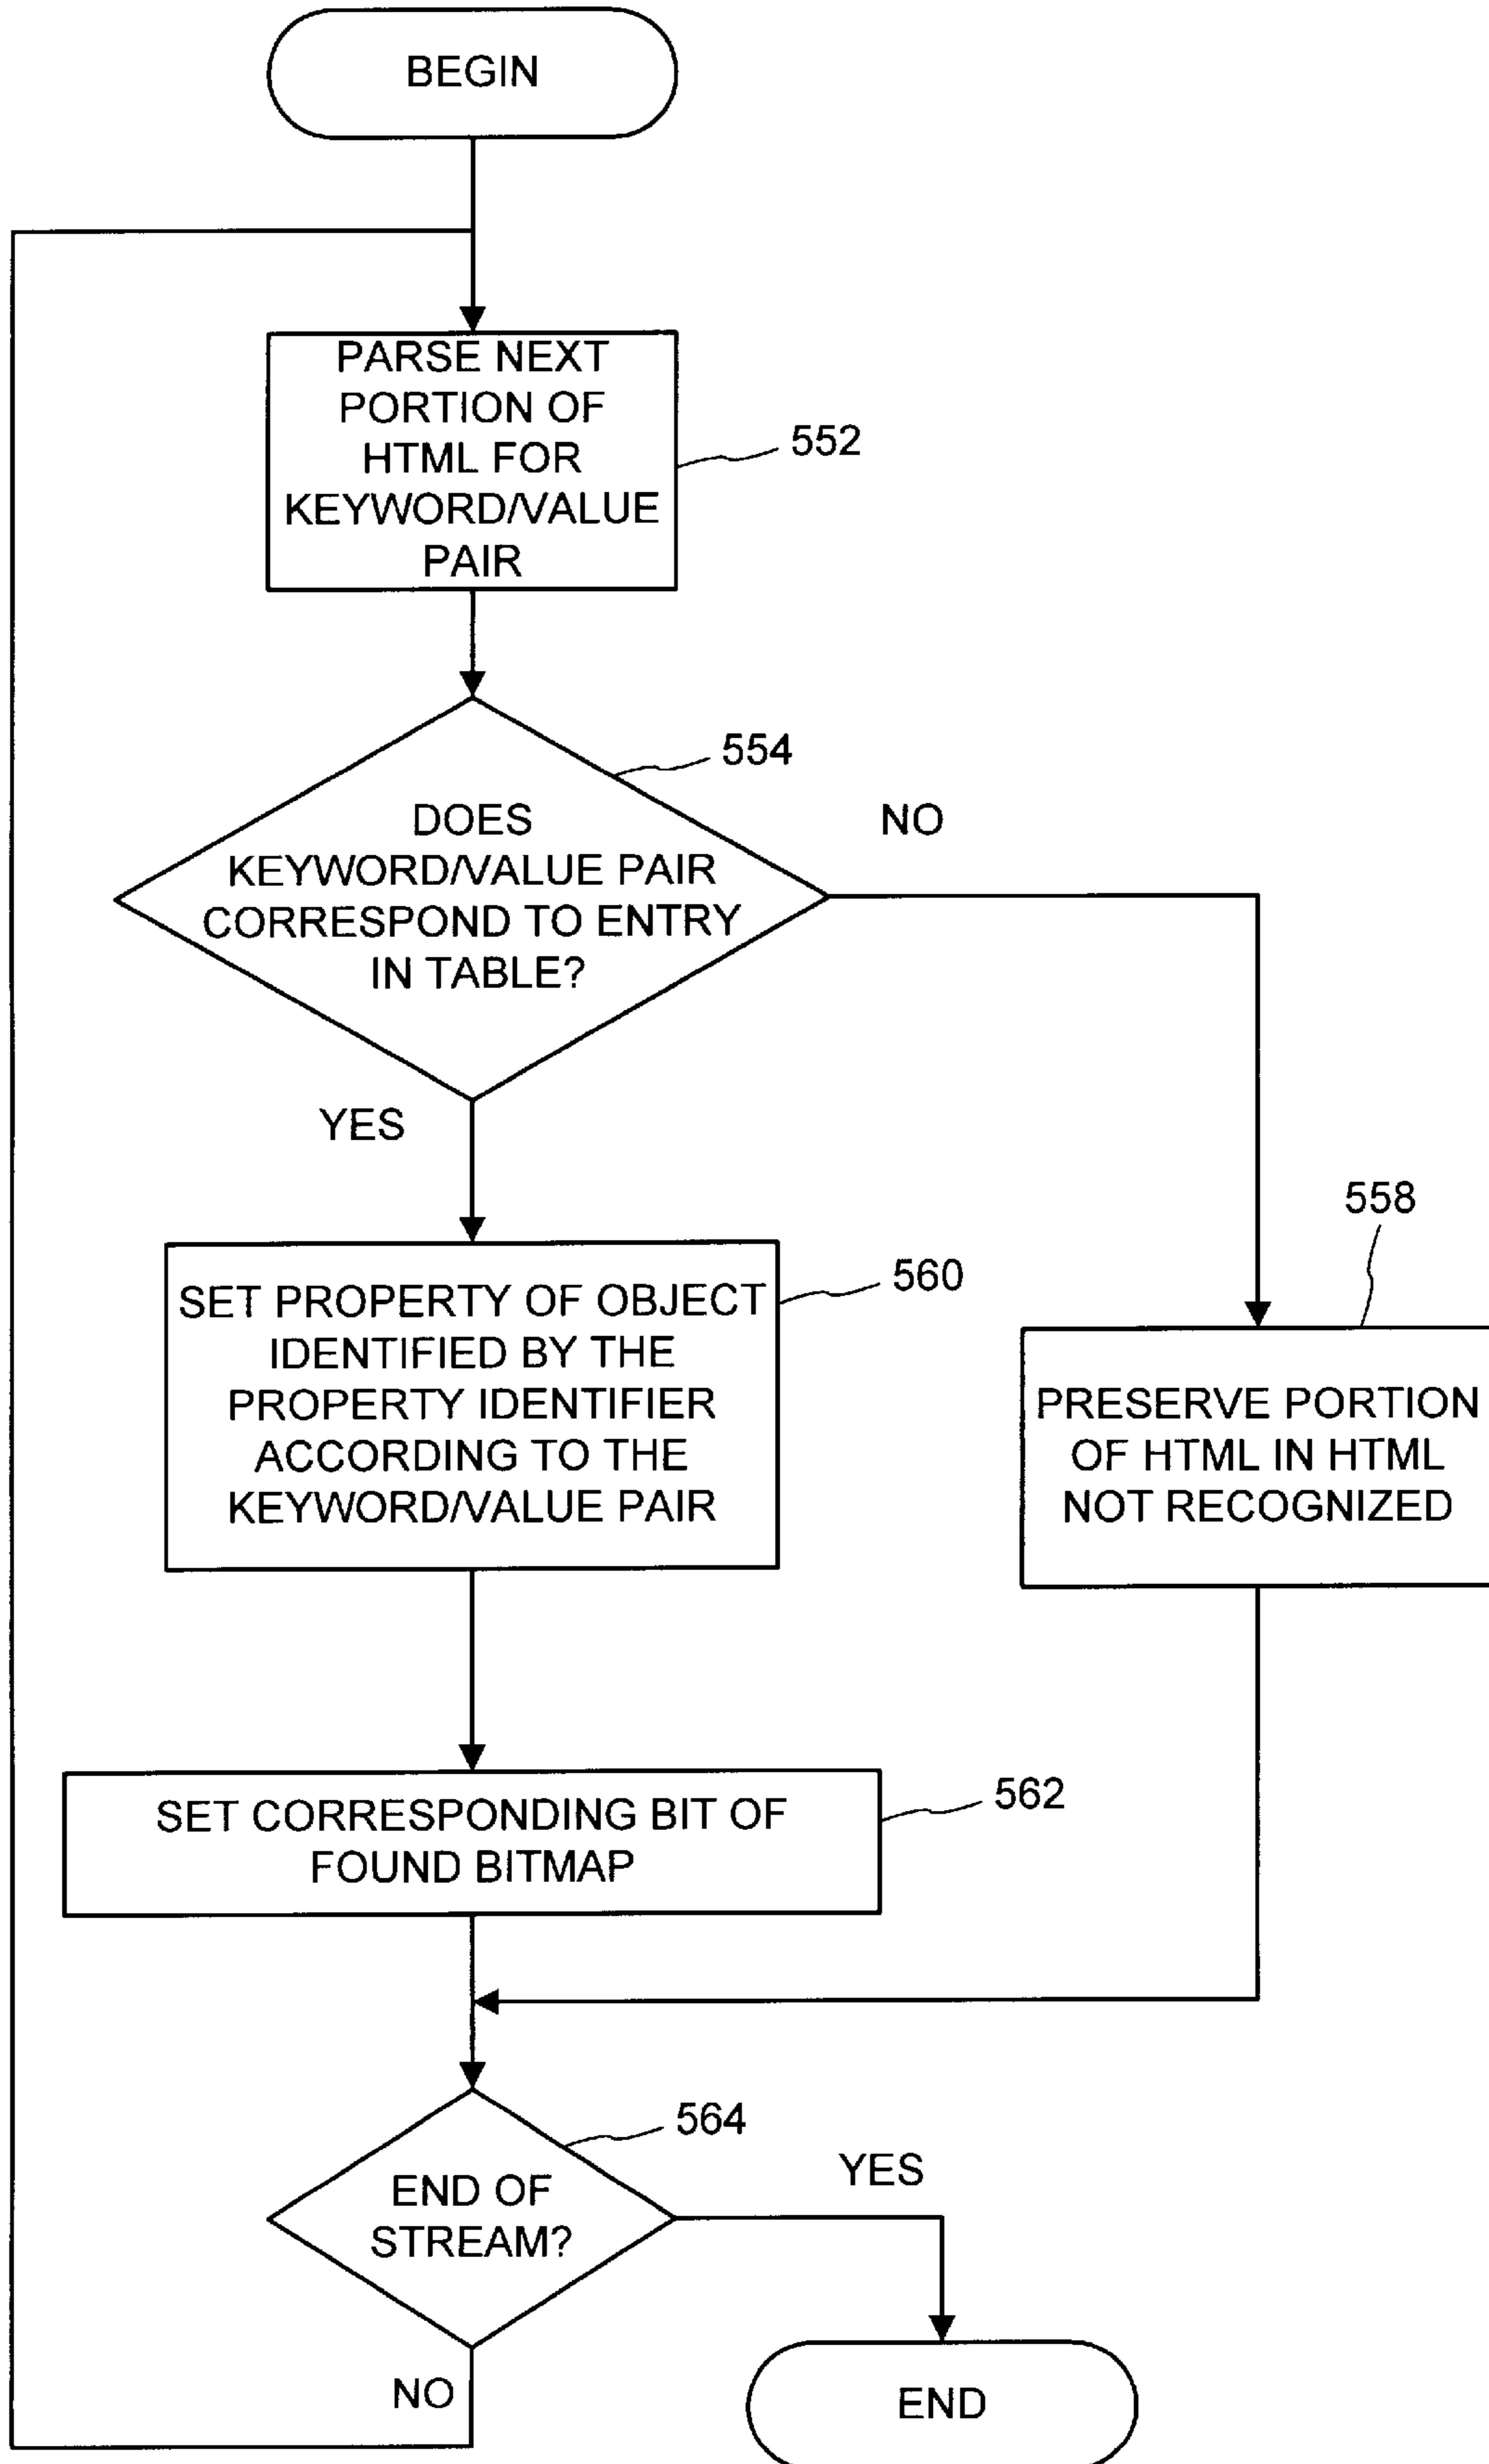 BEGIN
PARSE NEXT
PORTION OF
HTML FOR
KEYWORD/VALUE
PAIR
552
554
DOES
KEYWORD/VALUE PAIR
CORRESPOND TO ENTRY
IN TABLE?
NO
YES
558
560
SET PROPERTY OF OBJECT
IDENTIFIED BY THE
PROPERTY IDENTIFIER
ACCORDING TO THE
KEYWORD/VALUE PAIR
PRESERVE PORTION
OF HTML IN HTML
NOT RECOGNIZED
562
SET CORRESPONDING BIT OF
FOUND BITMAP
564
END OF
STREAM?
YES
NO
END